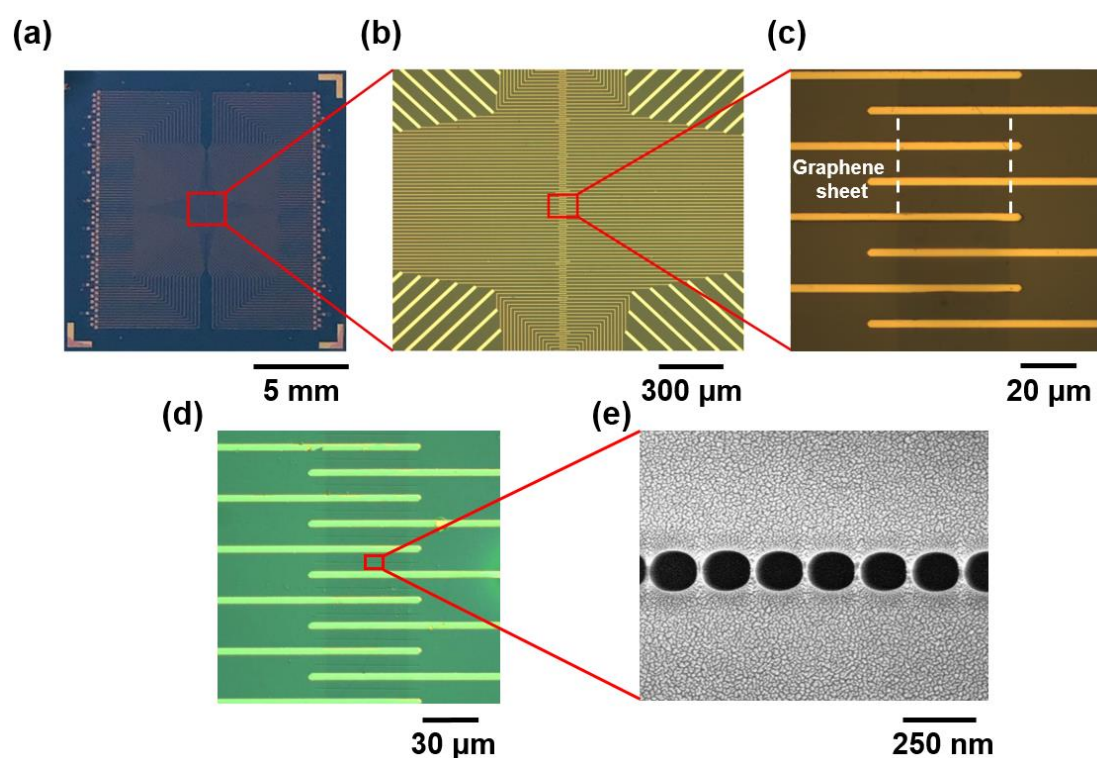 (a)
(b)
(c)
Graphene
sheet
5 mm
300 µm
20 µm
(d)
(e)
30 µm
250 nm